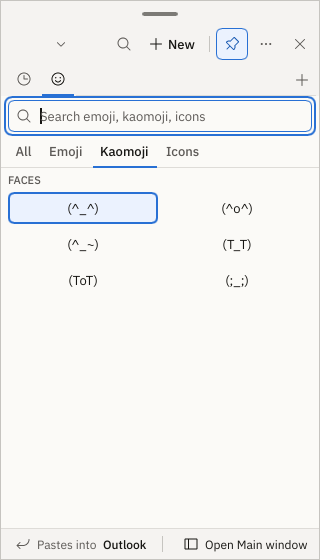 New
Search emoji, kaomoji, icons
All Emoji Kaomoji Icons
FACES
(^_^) (^o^)
(^_~) (T_T)
(ToT) (;_;)
Pastes into Outlook Open Main window